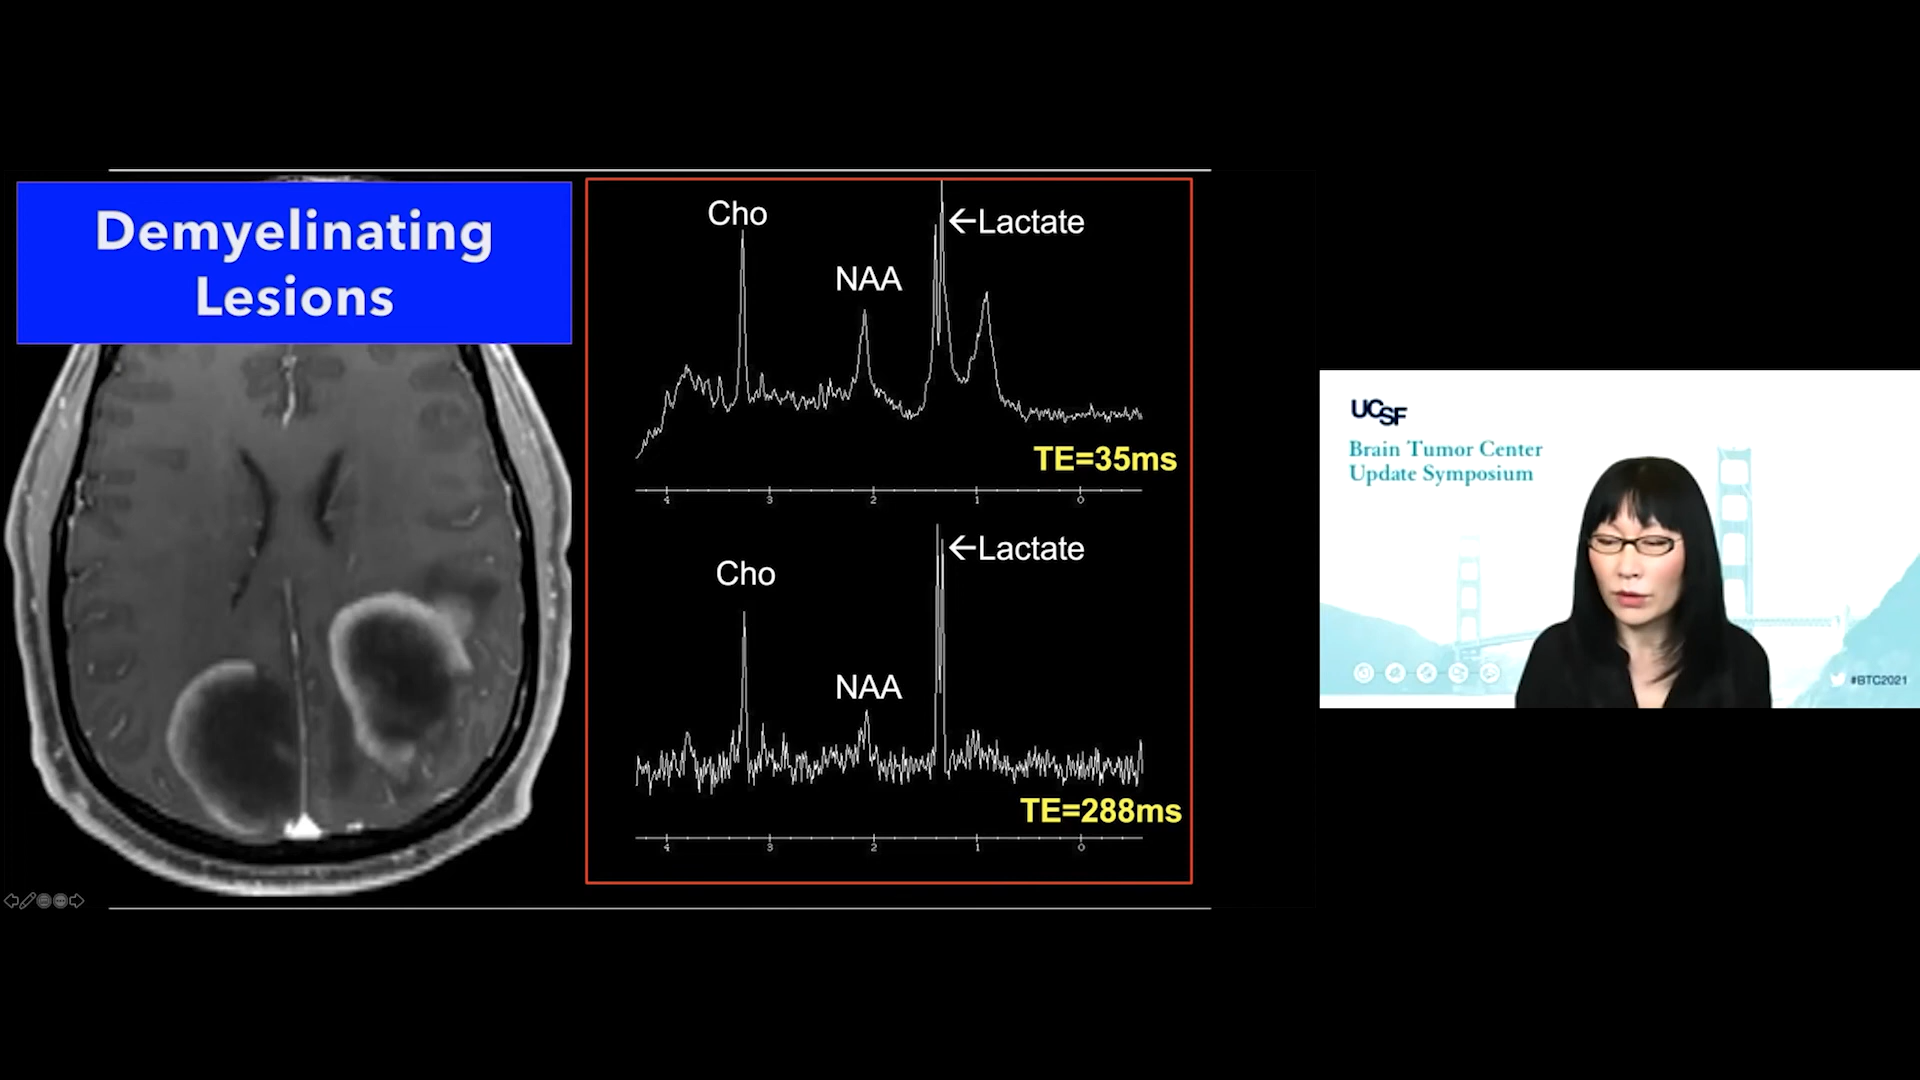 Demyelinating
Lesions
Cho
←Lactate
NAA
TE=35ms
4 3 2 1 0
←Lactate
Cho
NAA
TE=288ms
4 3 2 1 0
UCSF
Brain Tumor Center
Update Symposium
#BTC2021